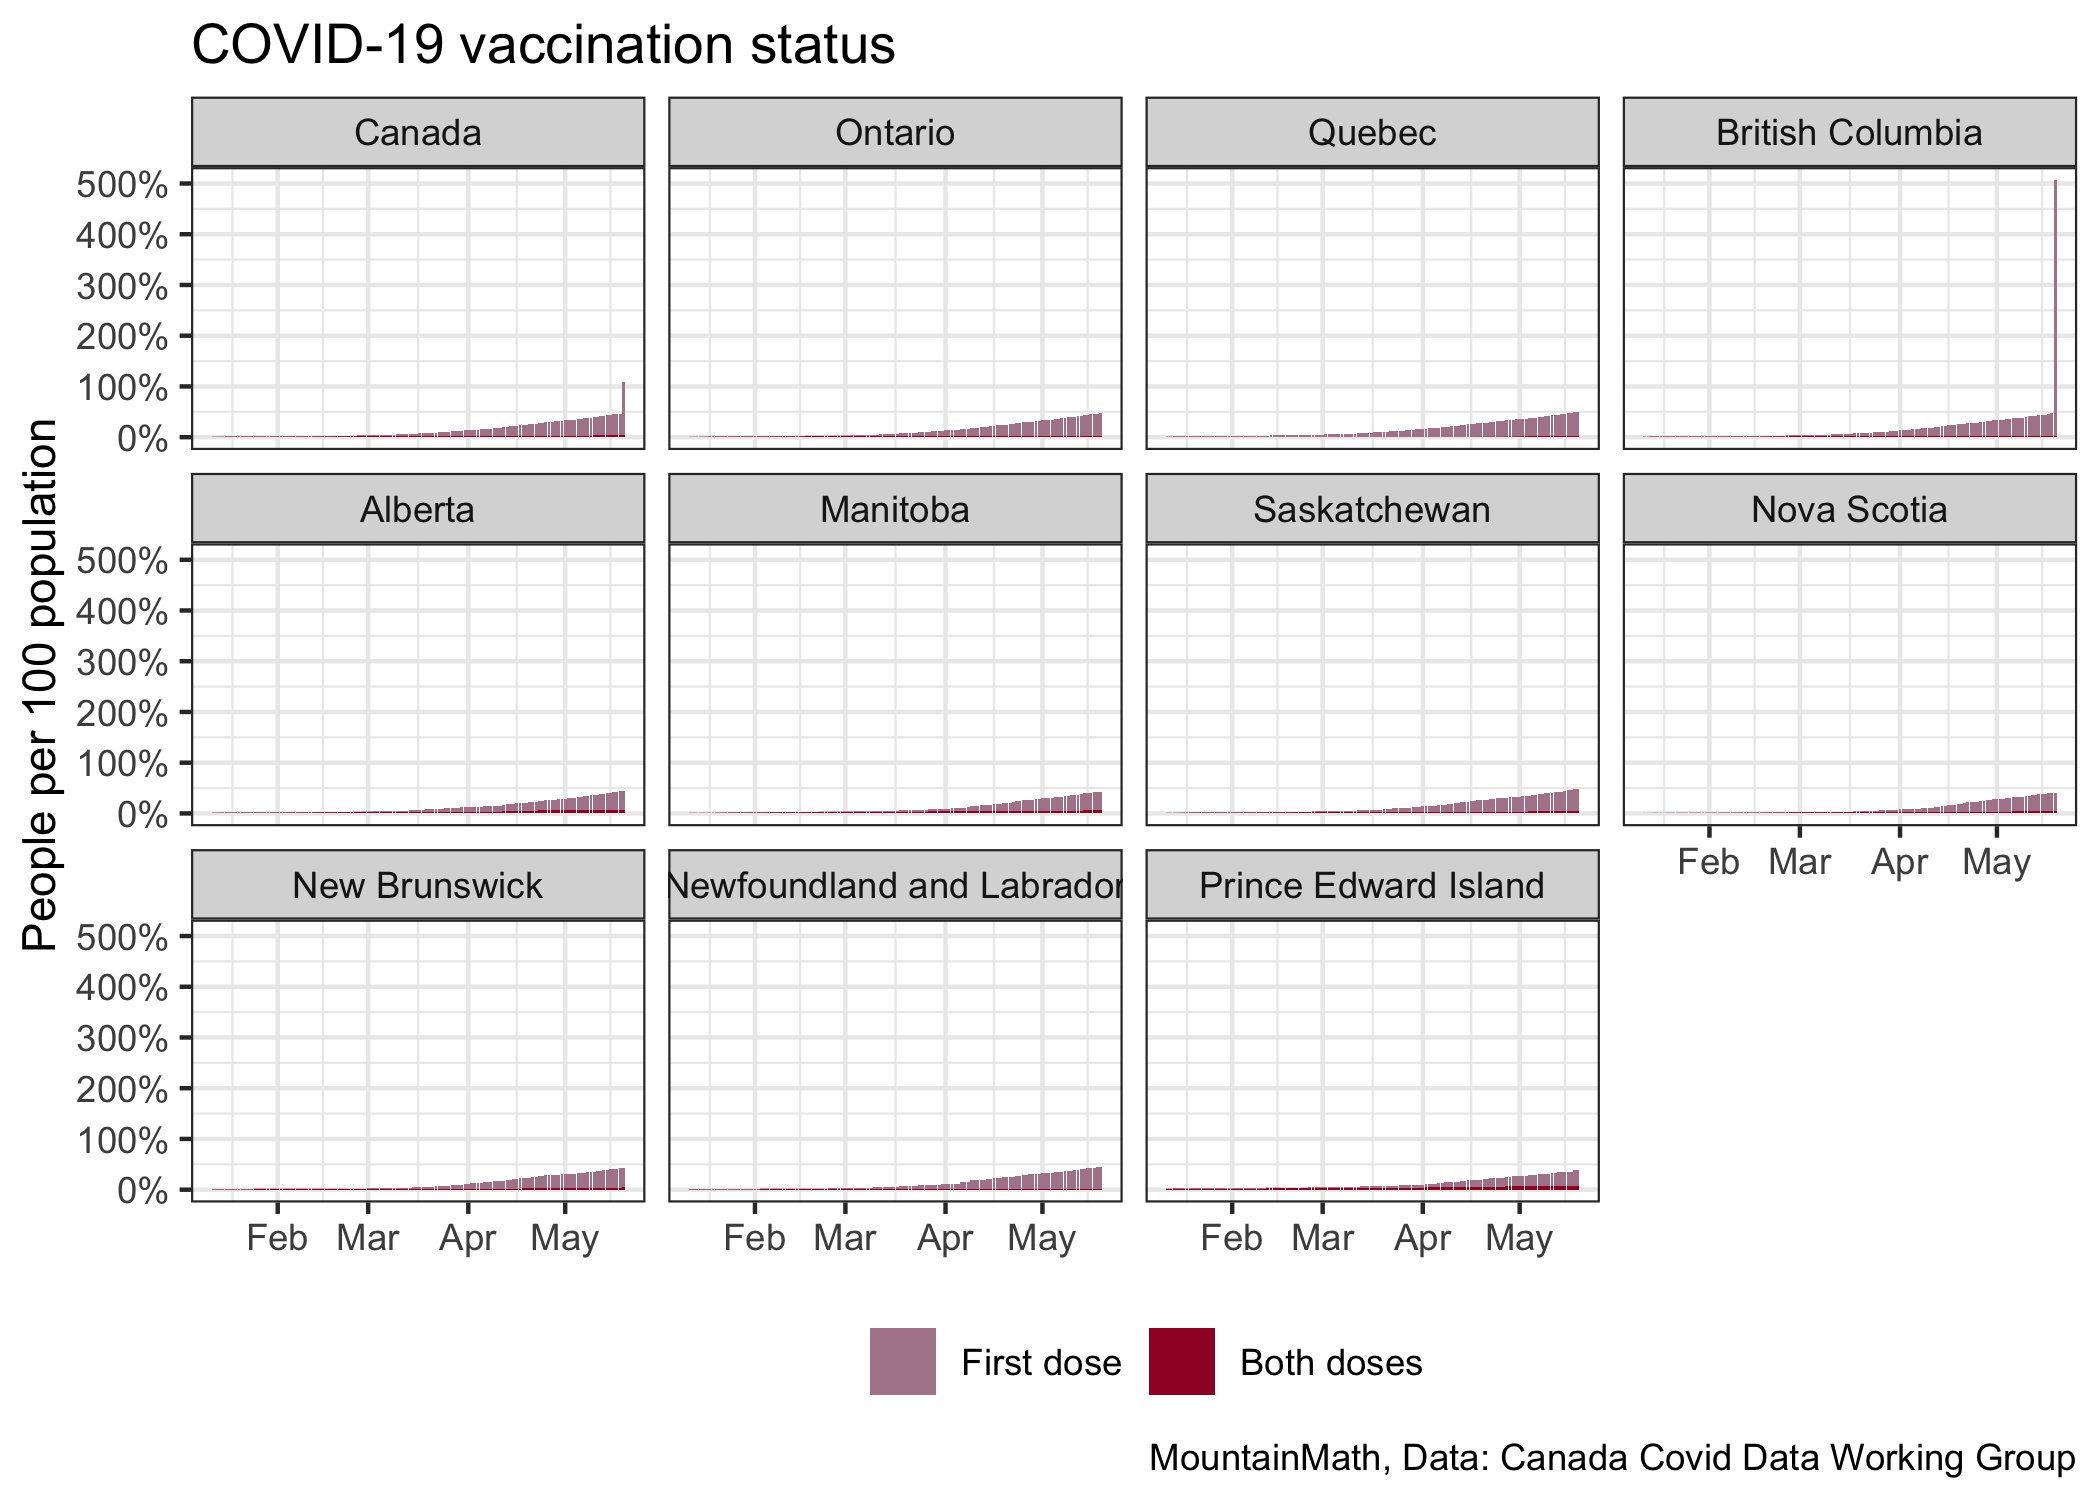 COVID-19 vaccination status
Canada
Ontario
Quebec
British Columbia
500%
400%
300%
200%
100%
0%
Alberta
Manitoba
Saskatchewan
Nova Scotia
500%
400%
300%
200%
100%
0%
Feb Mar Apr May
New Brunswick
Newfoundland and Labrador
Prince Edward Island
500%
400%
300%
200%
100%
0%
Feb Mar Apr May
Feb Mar Apr May
Feb Mar Apr May
People per 100 population
First dose
Both doses
MountainMath, Data: Canada Covid Data Working Group